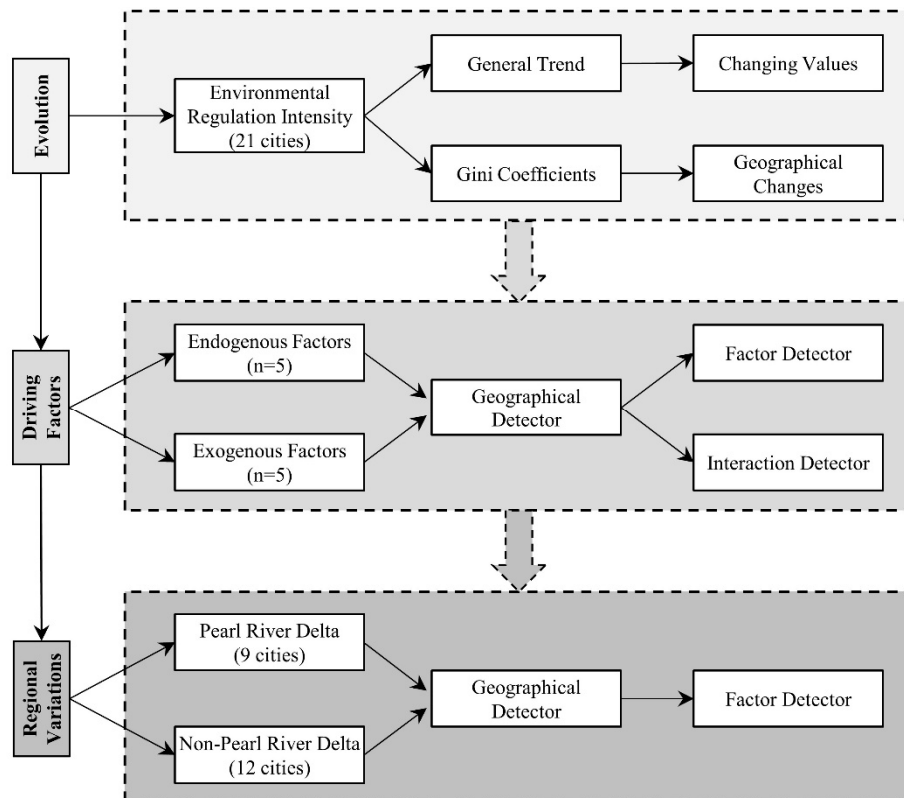 Evolution
Environmental
Regulation Intensity
(21 cities)
General Trend
Changing Values
Gini Coefficients
Geographical
Changes
Driving
Factors
Endogenous Factors
(n=5)
Exogenous Factors
(n=5)
Geographical
Detector
Factor Detector
Interaction Detector
Regional
Variations
Pearl River Delta
(9 cities)
Non-Pearl River Delta
(12 cities)
Geographical
Detector
Factor Detector